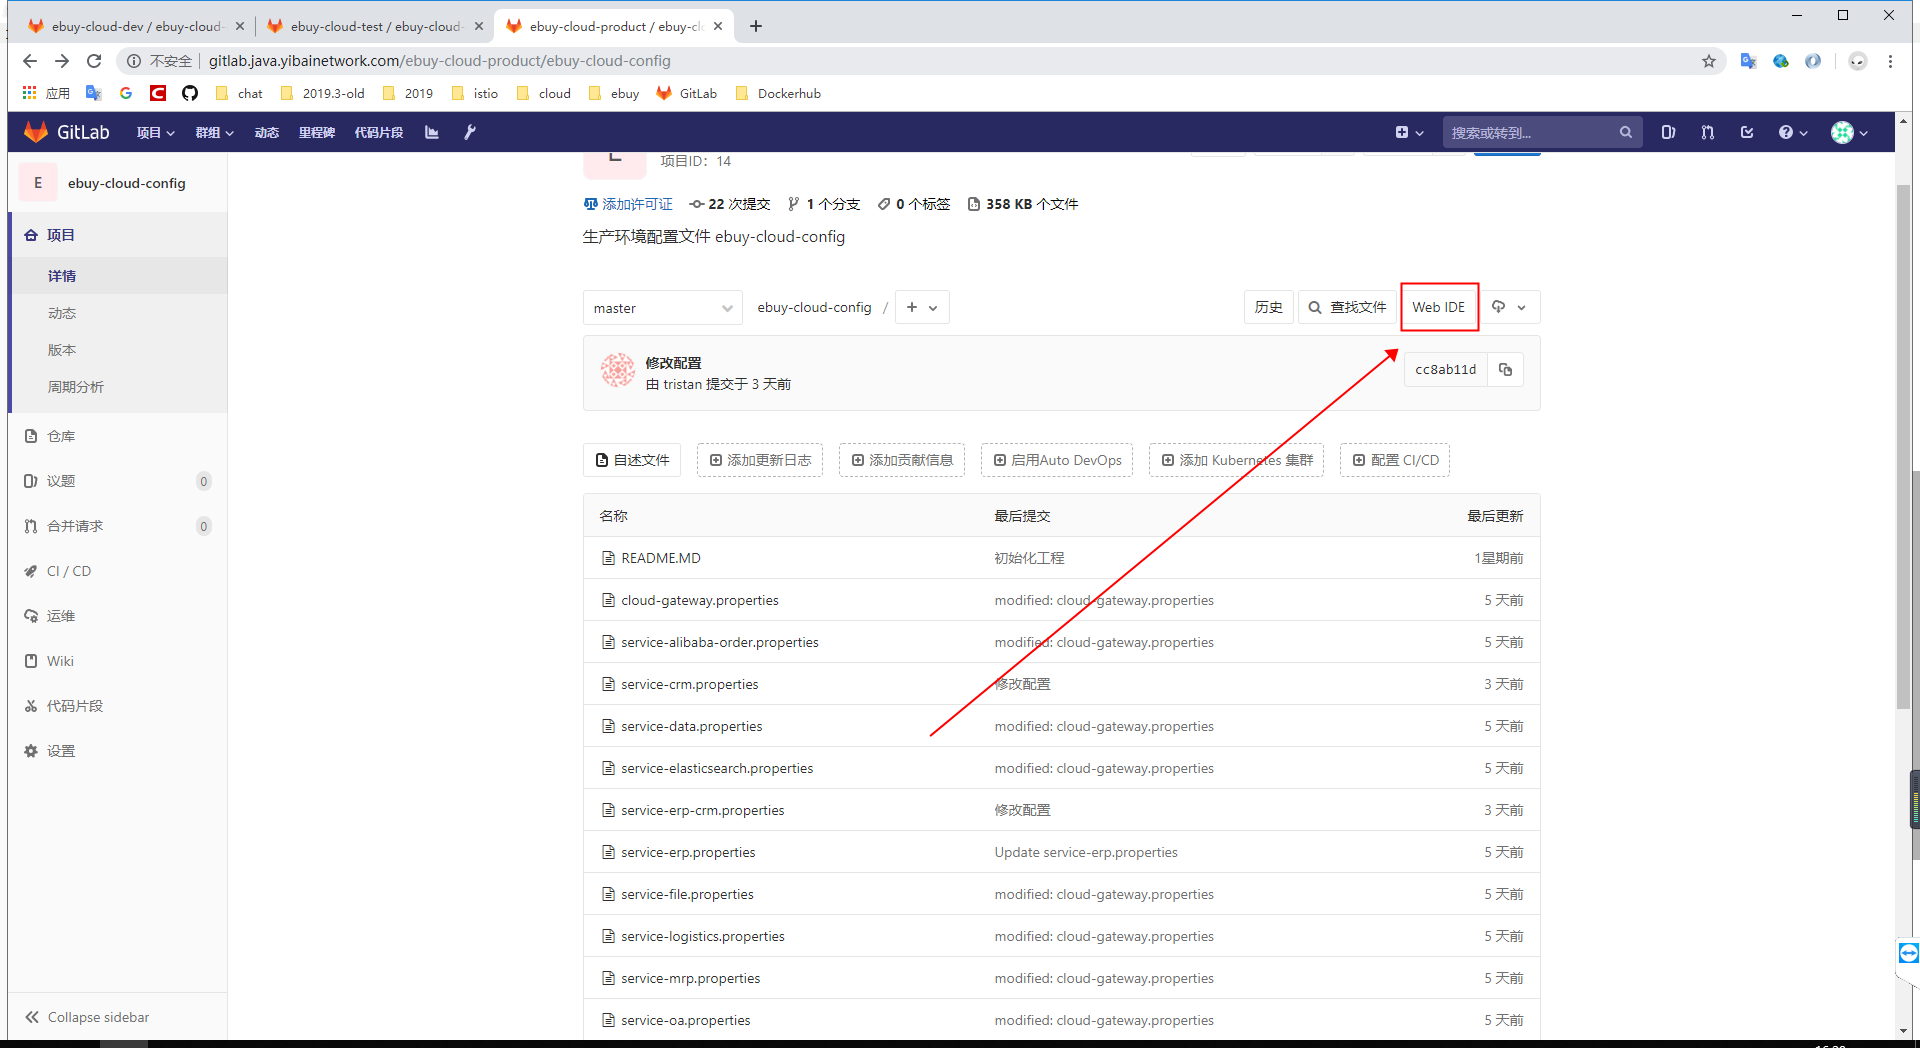 ebuy-cloud-dev / ebuy-cloud-
ebuy-cloud-test / ebuy-cloud-
ebuy-cloud-product / ebuy-clo
不安全
gitlab.java.yibainetwork.com/ebuy-cloud-product/ebuy-cloud-config
应用
chat
2019.3-old
2019
istio
cloud
ebuy
GitLab
Dockerhub
GitLab
项目
群组
动态
里程碑
代码片段
搜索或转到...
E
ebuy-cloud-config
项目
详情
动态
版本
周期分析
仓库
议题 0
合并请求 0
CI / CD
运维
Wiki
代码片段
设置
Collapse sidebar
项目ID: 14
添加许可证
22 次提交
1 个分支
0 个标签
358 KB 个文件
生产环境配置文件 ebuy-cloud-config
master
ebuy-cloud-config /
历史
查找文件
Web IDE
修改配置
由 tristan 提交于 3 天前
cc8ab11d
自述文件
添加更新日志
添加贡献信息
启用Auto DevOps
添加 Kubernetes 集群
配置 CI/CD
名称 最后提交 最后更新
README.MD 初始化工程 1星期前
cloud-gateway.properties modified: cloud-gateway.properties 5 天前
service-alibaba-order.properties modified: cloud-gateway.properties 5 天前
service-crm.properties 修改配置 3 天前
service-data.properties modified: cloud-gateway.properties 5 天前
service-elasticsearch.properties modified: cloud-gateway.properties 5 天前
service-erp-crm.properties 修改配置 3 天前
service-erp.properties Update service-erp.properties 5 天前
service-file.properties modified: cloud-gateway.properties 5 天前
service-logistics.properties modified: cloud-gateway.properties 5 天前
service-mrp.properties modified: cloud-gateway.properties 5 天前
service-oa.properties modified: cloud-gateway.properties 5 天前